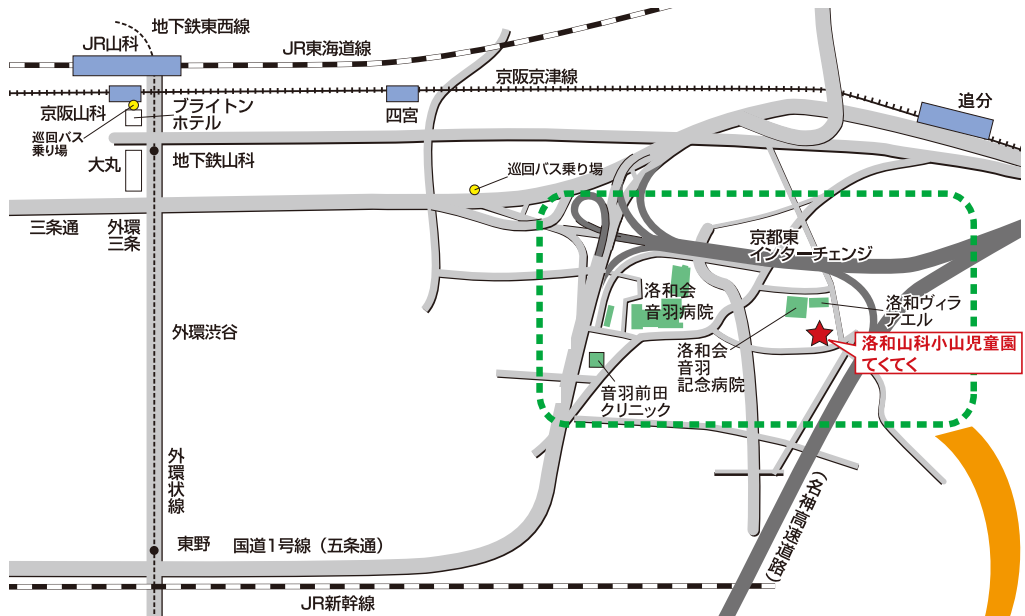 地下鉄東西線
JR山科
JR東海道線
京阪京津線
追分
京阪山科
ブライトン
ホテル
四宮
巡回バス
乗り場
大丸
地下鉄山科
巡回バス乗り場
三条通
外環
三条
京都東
インターチェンジ
洛和会
音羽病院
洛和ヴィラ
アエル
外環渋谷
洛和山科小山児童園
てくてく
洛和会
音羽
記念病院
音羽前田
クリニック
外環状線
(名神高速道路)
東野
国道1号線（五条通）
JR新幹線